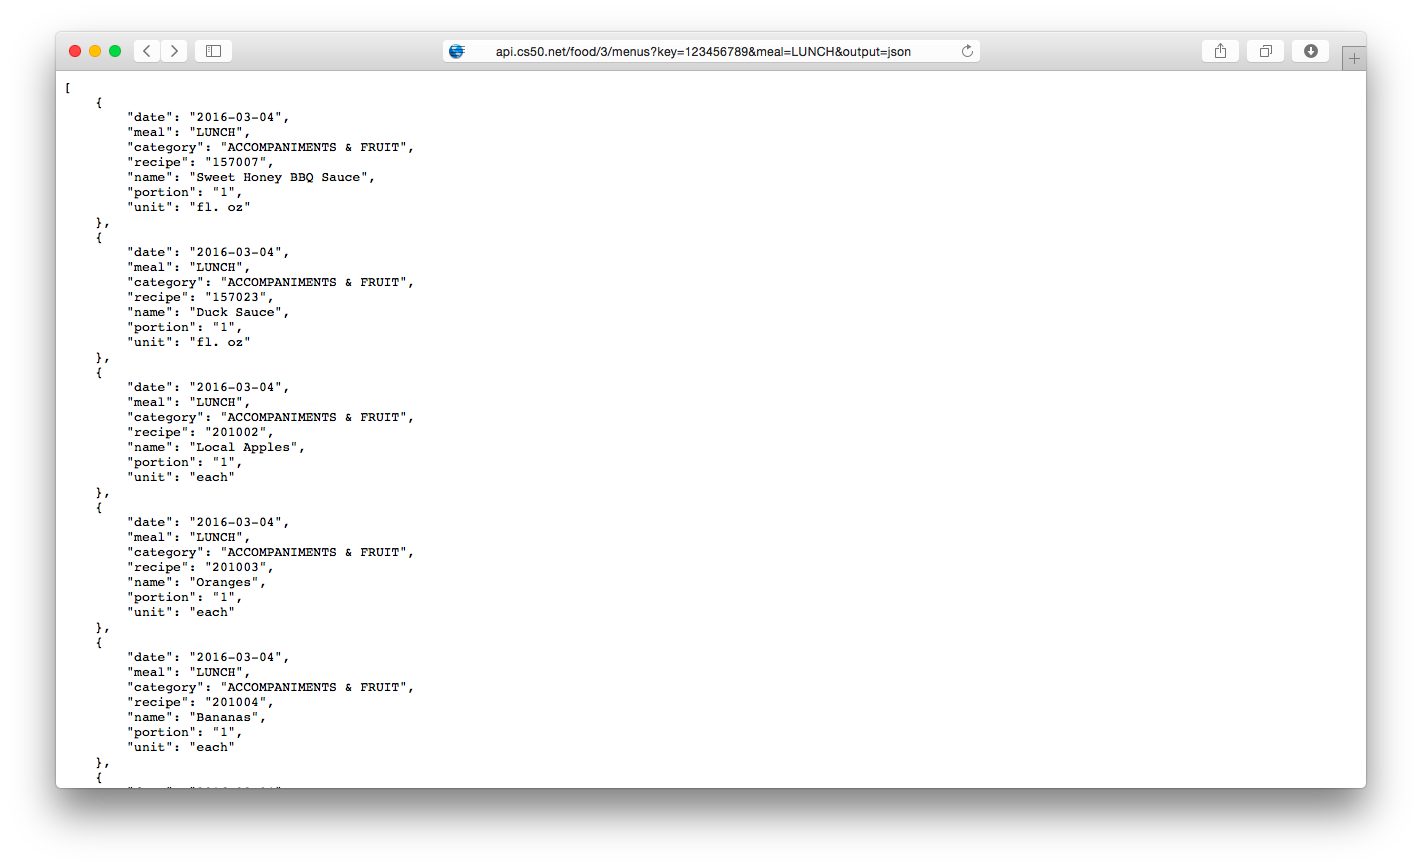 api.cs50.net/food/3/menus?key=123456789&meal=LUNCH&output=json
[
    {
        "date": "2016-03-04",
        "meal": "LUNCH",
        "category": "ACCOMPANIMENTS & FRUIT",
        "recipe": "157007",
        "name": "Sweet Honey BBQ Sauce",
        "portion": "1",
        "unit": "fl. oz"
    },
    {
        "date": "2016-03-04",
        "meal": "LUNCH",
        "category": "ACCOMPANIMENTS & FRUIT",
        "recipe": "157023",
        "name": "Duck Sauce",
        "portion": "1",
        "unit": "fl. oz"
    },
    {
        "date": "2016-03-04",
        "meal": "LUNCH",
        "category": "ACCOMPANIMENTS & FRUIT",
        "recipe": "201002",
        "name": "Local Apples",
        "portion": "1",
        "unit": "each"
    },
    {
        "date": "2016-03-04",
        "meal": "LUNCH",
        "category": "ACCOMPANIMENTS & FRUIT",
        "recipe": "201003",
        "name": "Oranges",
        "portion": "1",
        "unit": "each"
    },
    {
        "date": "2016-03-04",
        "meal": "LUNCH",
        "category": "ACCOMPANIMENTS & FRUIT",
        "recipe": "201004",
        "name": "Bananas",
        "portion": "1",
        "unit": "each"
    },
    {